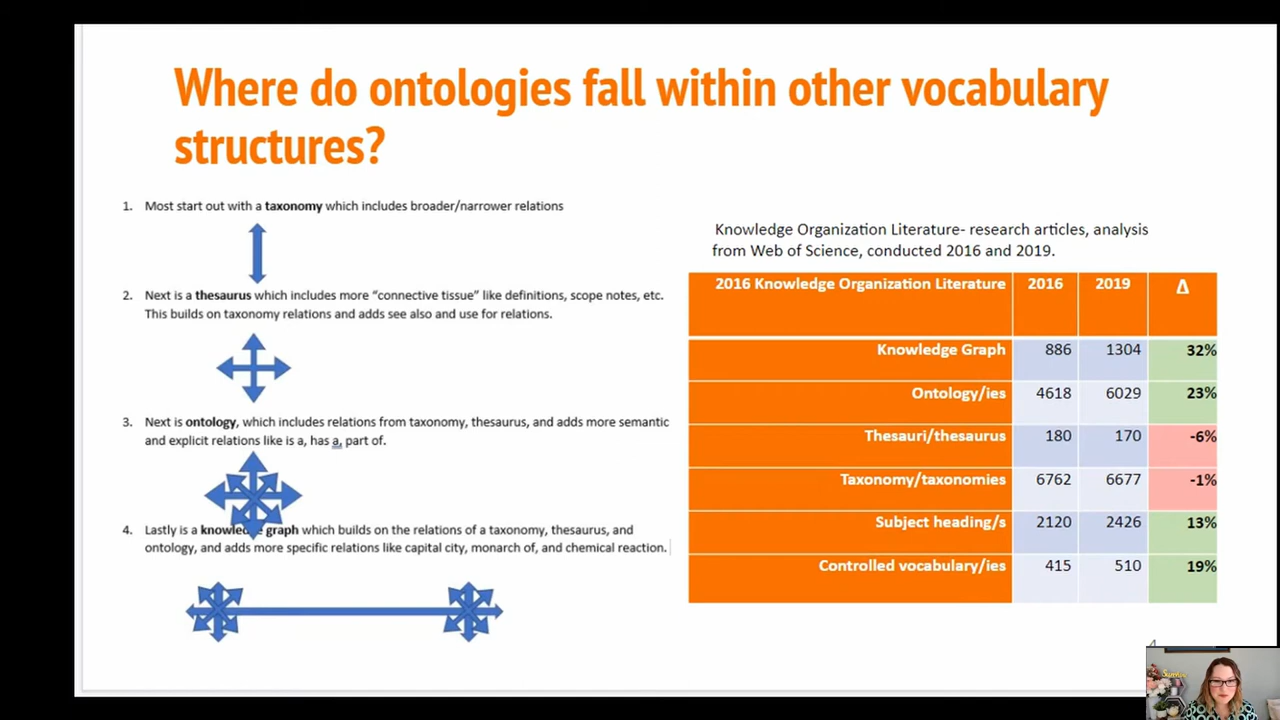 Where do ontologies fall within other vocabulary
structures?
1. Most start out with a taxonomy which includes broader/narrower relations
2. Next is a thesaurus which includes more “connective tissue” like definitions, scope notes, etc.
This builds on taxonomy relations and adds see also and use for relations.
3. Next is ontology, which includes relations from taxonomy, thesaurus, and adds more semantic
and explicit relations like is a, has a, part of.
4. Lastly is a knowledge graph which builds on the relations of a taxonomy, thesaurus, and
ontology, and adds more specific relations like capital city, monarch of, and chemical reaction.
Knowledge Organization Literature- research articles, analysis
from Web of Science, conducted 2016 and 2019.
2016 Knowledge Organization Literature 2016 2019 Δ
Knowledge Graph 886 1304 32%
Ontology/ies 4618 6029 23%
Thesauri/thesaurus 180 170 -6%
Taxonomy/taxonomies 6762 6677 -1%
Subject heading/s 2120 2426 13%
Controlled vocabulary/ies 415 510 19%